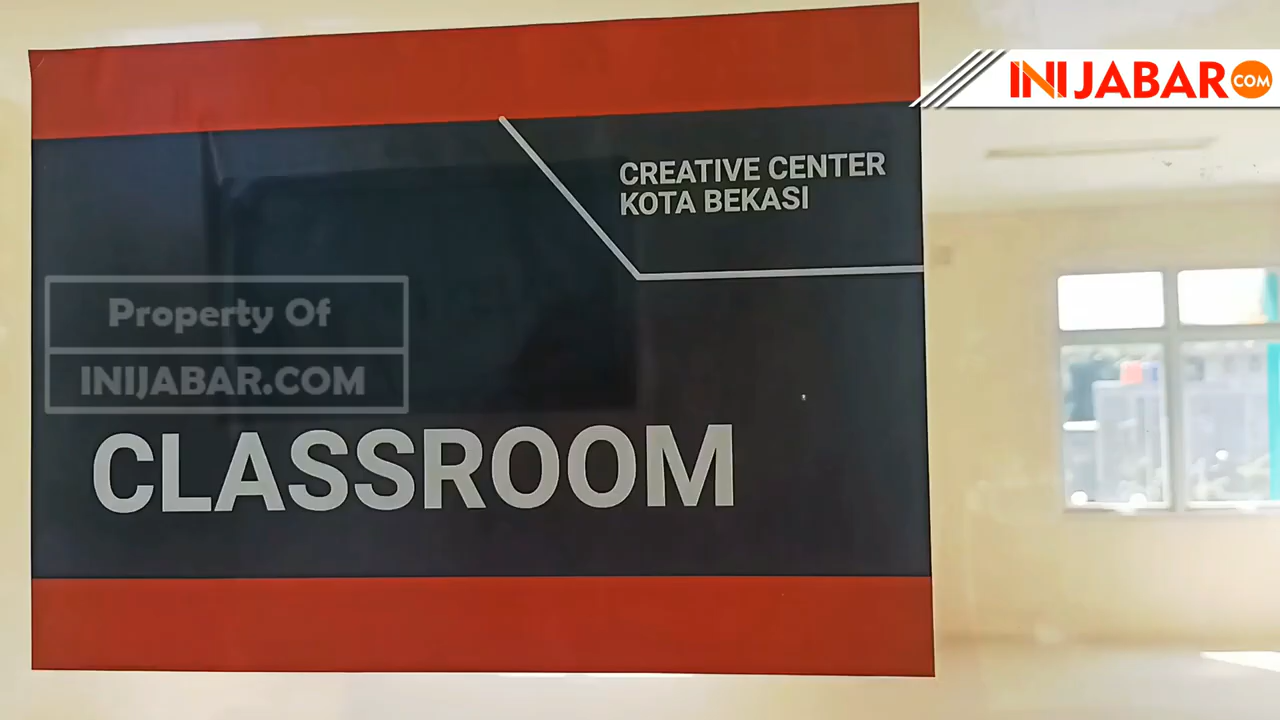 INIJABAR.COM
CREATIVE CENTER
KOTA BEKASI
Property Of
INIJABAR.COM
CLASSROOM